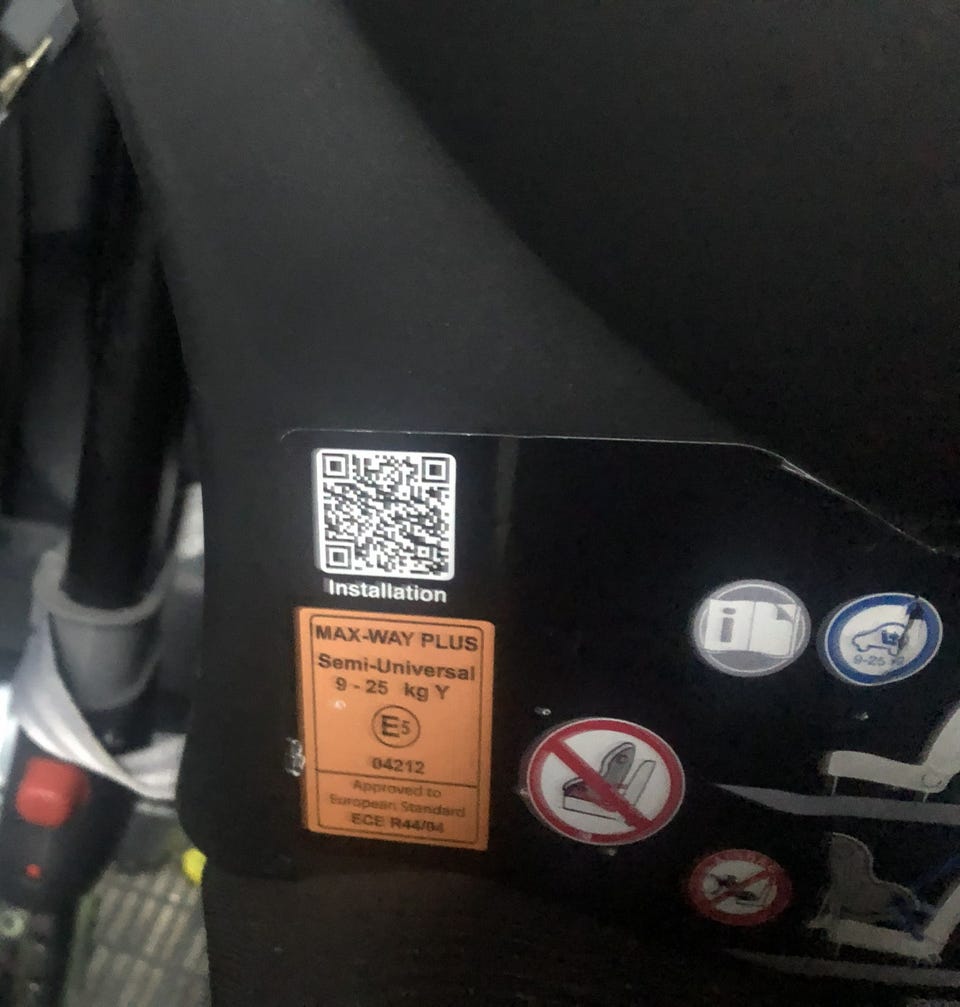 Installation
MAX-WAY PLUS
Semi-Universal
9 - 25 kg Y
E5
04212
Approved to
European Standard
ECE R44/04
9-25 kg